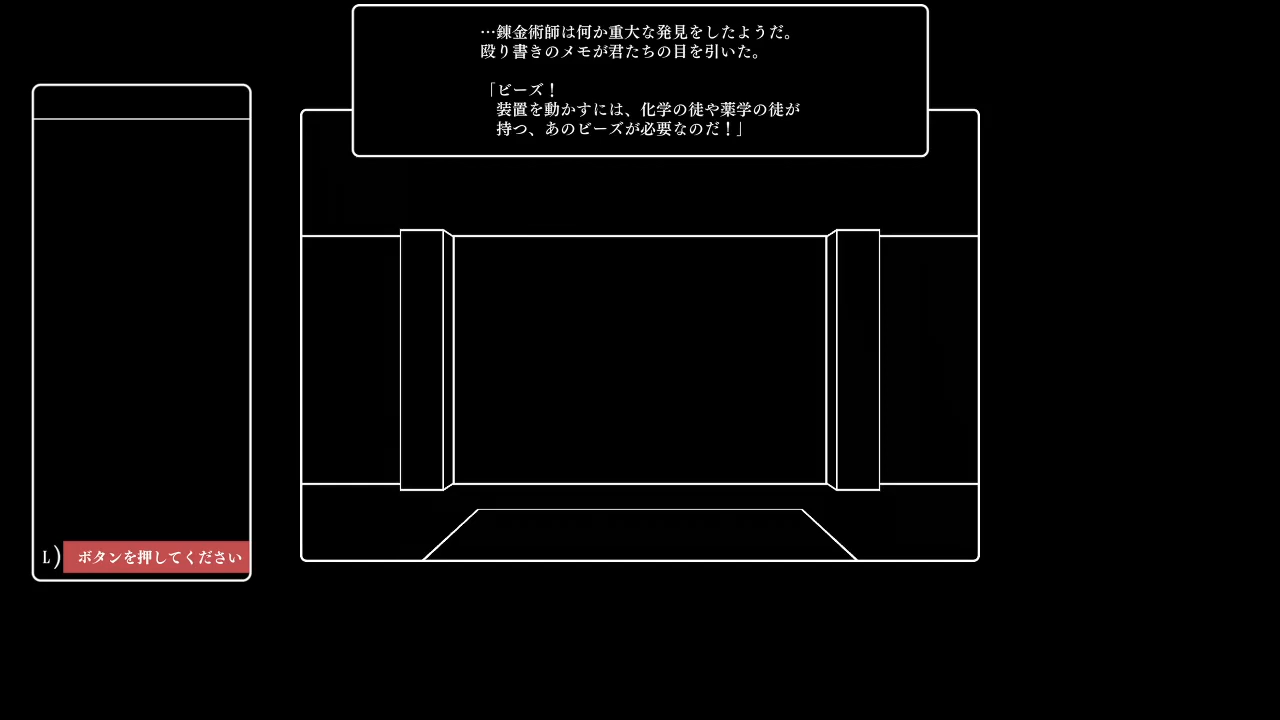 …錬金術師は何か重大な発見をしたようだ。
殴り書きのメモが君たちの目を引いた。
「ビーズ！
装置を動かすには、化学の徒や薬学の徒が
持つ、あのビーズが必要なのだ！」
L) ボタンを押してください